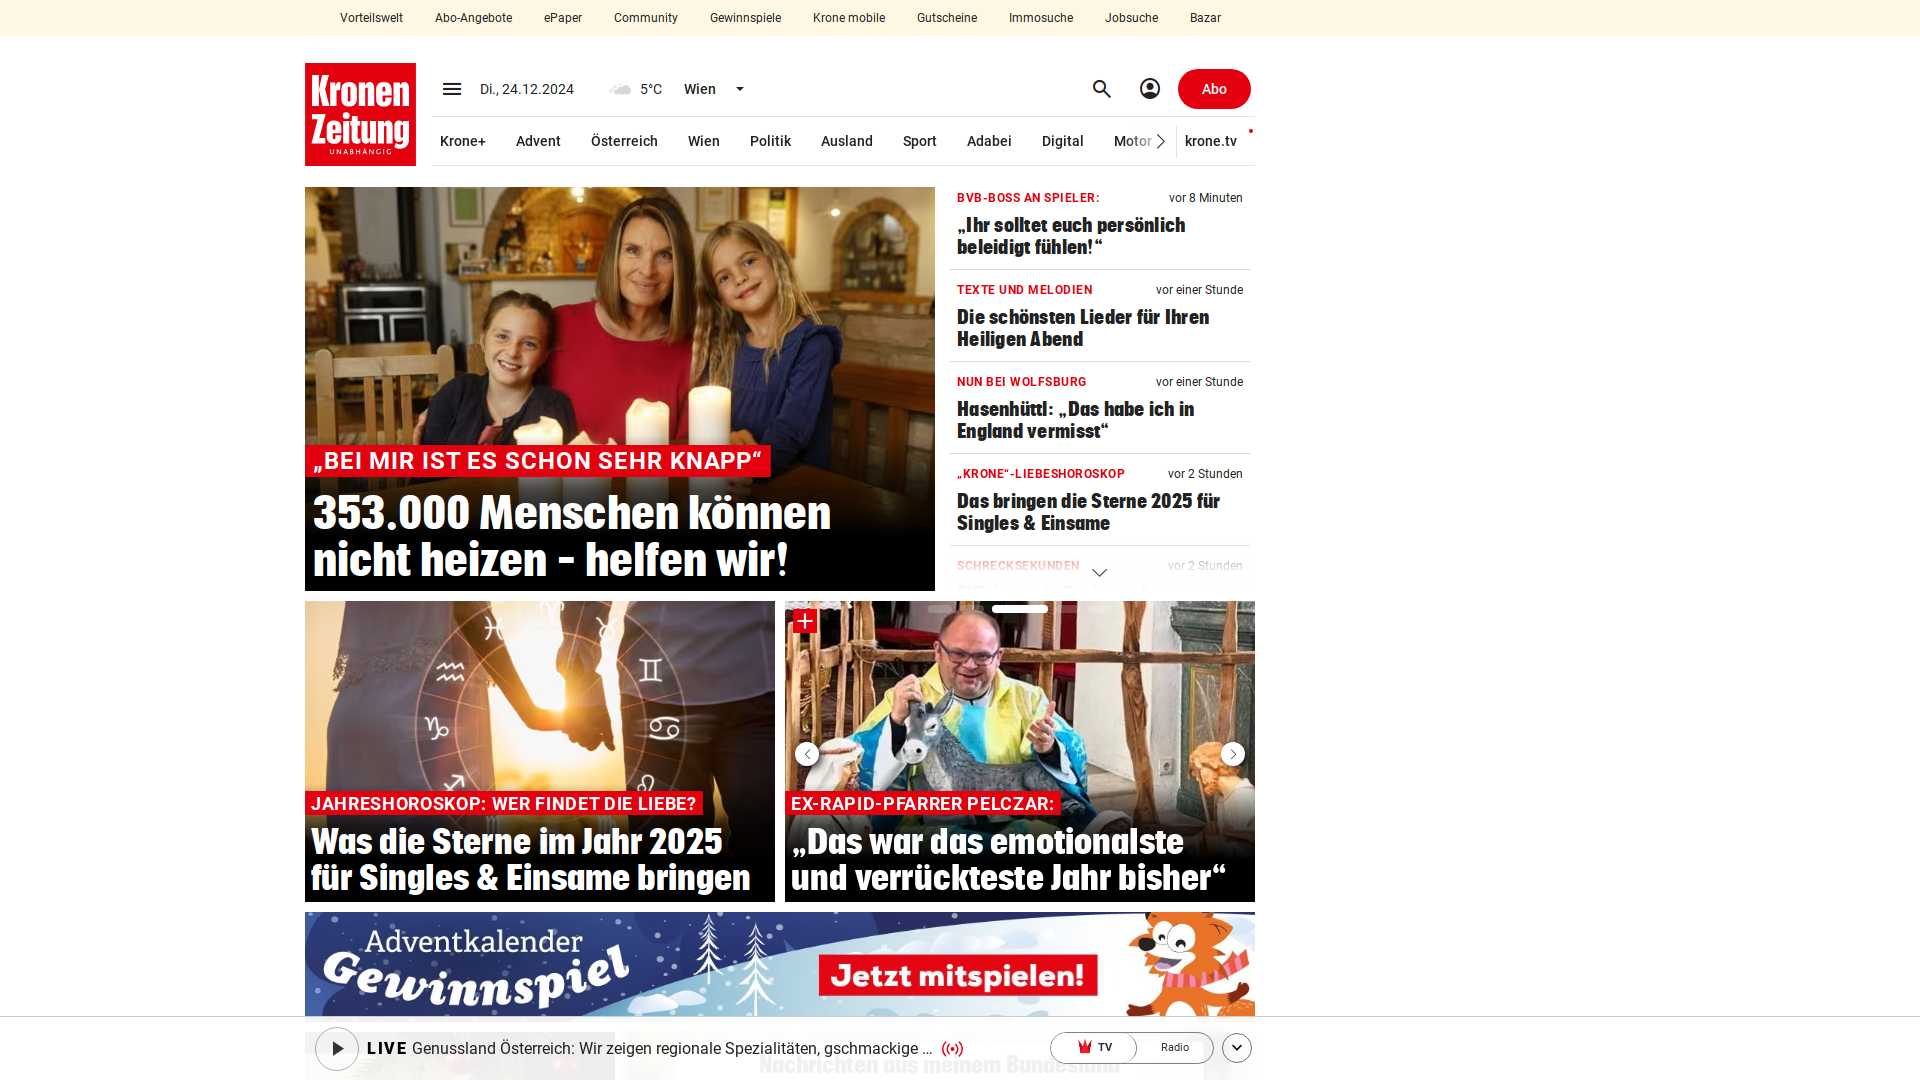 Vorteilswelt Abo-Angebote ePaper Community Gewinnspiele Krone mobile Gutscheine Immosuche Jobsuche Bazar
Kronen
Zeitung
UNABHÄNGIG
Di., 24.12.2024 5°C Wien Abo
Krone+ Advent Österreich Wien Politik Ausland Sport Adabei Digital Motor krone.tv
„BEI MIR IST ES SCHON SEHR KNAPP“
353.000 Menschen können
nicht heizen – helfen wir!
BVB-BOSS AN SPIELER: vor 8 Minuten
„Ihr solltet euch persönlich
beleidigt fühlen!“
TEXTE UND MELODIEN vor einer Stunde
Die schönsten Lieder für Ihren
Heiligen Abend
NUN BEI WOLFSBURG vor einer Stunde
Hasenhüttl: „Das habe ich in
England vermisst“
„KRONE“-LIEBESHOROSKOP vor 2 Stunden
Das bringen die Sterne 2025 für
Singles & Einsame
SCHRECKSEKUNDEN vor 2 Stunden
JAHRESHOROSKOP: WER FINDET DIE LIEBE?
Was die Sterne im Jahr 2025
für Singles & Einsame bringen
EX-RAPID-PFARRER PELCZAR:
„Das war das emotionalste
und verrückteste Jahr bisher“
Adventkalender
Gewinnspiel
Jetzt mitspielen!
LIVE Genussland Österreich: Wir zeigen regionale Spezialitäten, gschmackige ... TV Radio
Nachrichten aus meinem Bundesland